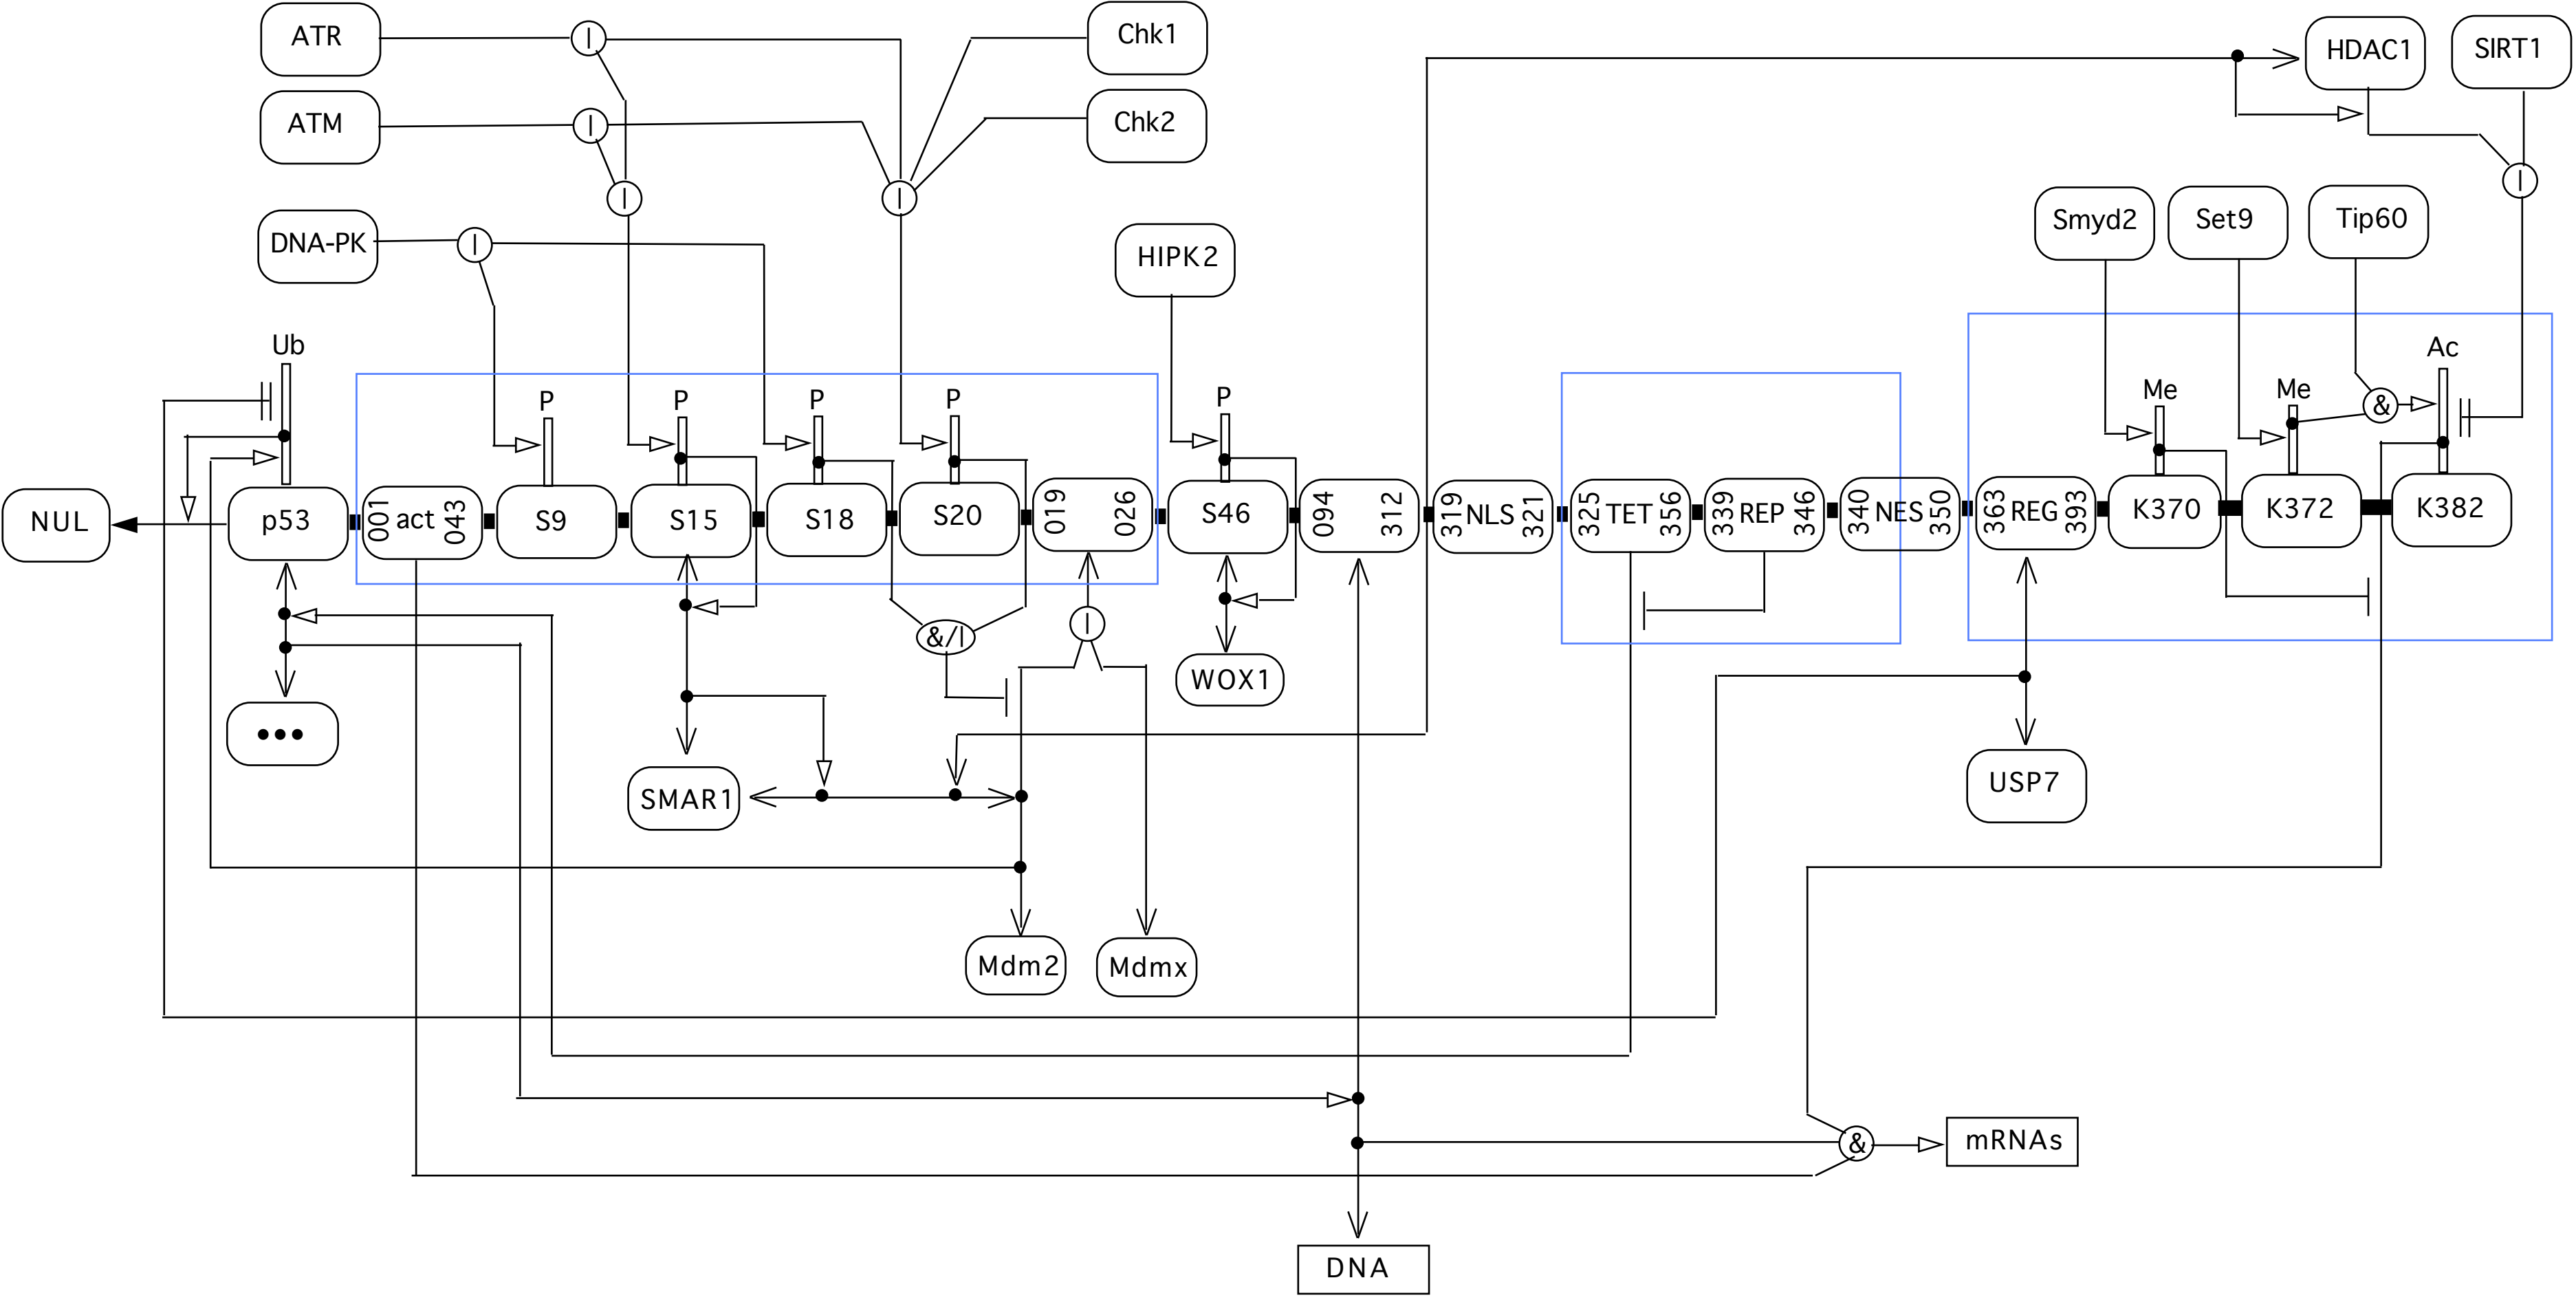 ATR
Chk1
HDAC1
SIRT1
ATM
Chk2
DNA-PK
HIPK2
Smyd2
Set9
Tip60
Ub
P
P
P
P
P
Me
Me
Ac
&
NUL
p53
001 act 043
S9
S15
S18
S20
019 026
S46
094 312
319 NLS 321
325 TET 356
339 REP 346
340 NES 350
363 REG 393
K370
K372
K382
&/|
WOX1
•••
SMAR1
USP7
Mdm2
Mdmx
&
mRNAs
DNA